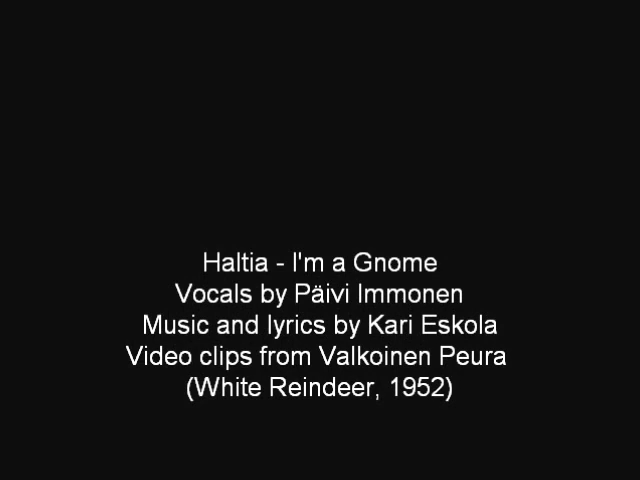 Haltia - I'm a Gnome
Vocals by Päivi Immonen
Music and lyrics by Kari Eskola
Video clips from Valkoinen Peura
(White Reindeer, 1952)